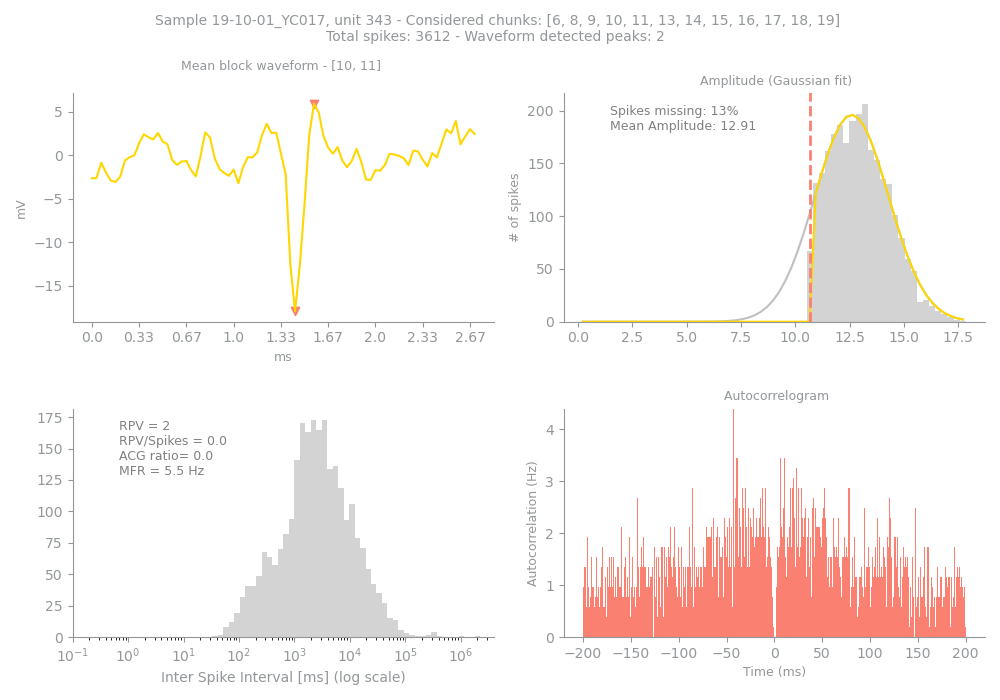 Sample 19-10-01_YC017, unit 343 - Considered chunks: [6, 8, 9, 10, 11, 13, 14, 15, 16, 17, 18, 19]
Total spikes: 3612 - Waveform detected peaks: 2
Mean block waveform - [10, 11]
5
0
−5
−10
−15
mV
0.0 0.33 0.67 1.0 1.33 1.67 2.0 2.33 2.67
ms
Amplitude (Gaussian fit)
Spikes missing: 13%
Mean Amplitude: 12.91
200
150
100
50
0
# of spikes
0.0 2.5 5.0 7.5 10.0 12.5 15.0 17.5
RPV = 2
RPV/Spikes = 0.0
ACG ratio= 0.0
MFR = 5.5 Hz
175
150
125
100
75
50
25
0
10⁻¹ 10⁰ 10¹ 10² 10³ 10⁴ 10⁵ 10⁶
Inter Spike Interval [ms] (log scale)
Autocorrelogram
4
3
2
1
0
Autocorrelation (Hz)
−200 −150 −100 −50 0 50 100 150 200
Time (ms)